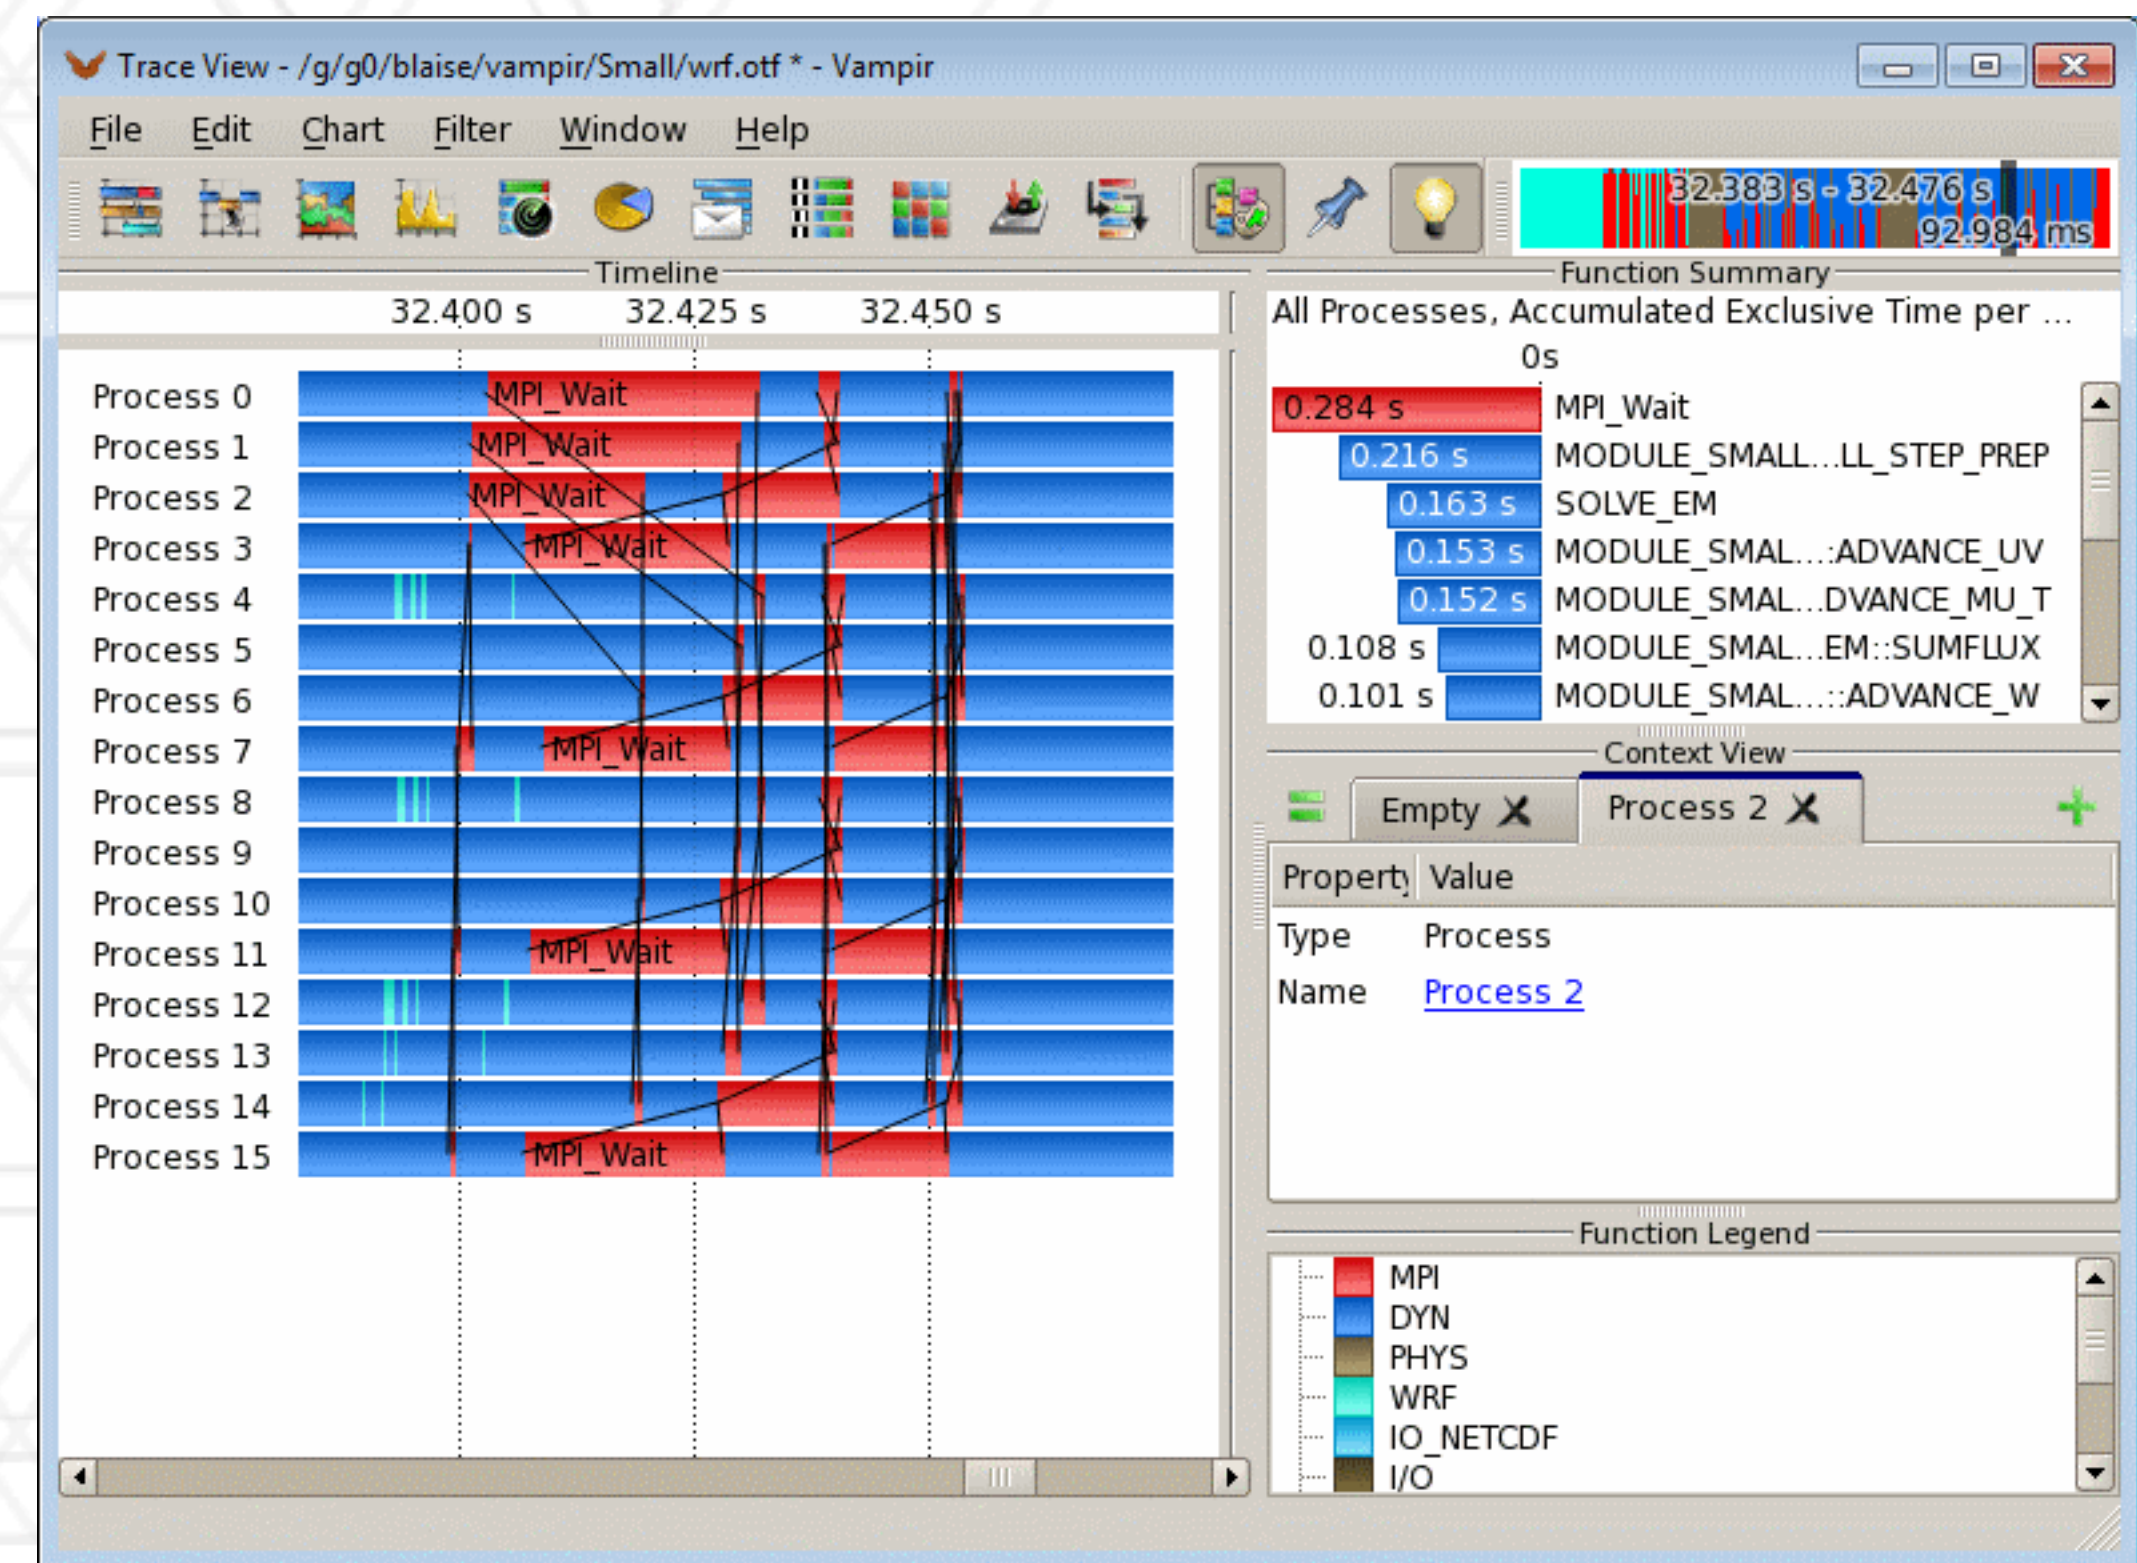 Trace View - /g/g0/blaise/vampir/Small/wrf.otf * - Vampir
File Edit Chart Filter Window Help
32.383 s - 32.476 s
92.984 ms
Timeline
32.400 s 32.425 s 32.450 s
Process 0 MPI_Wait
Process 1 MPI_Wait
Process 2 MPI_Wait
Process 3 MPI_Wait
Process 4
Process 5
Process 6
Process 7 MPI_Wait
Process 8
Process 9
Process 10
Process 11 MPI_Wait
Process 12
Process 13
Process 14
Process 15 MPI_Wait
Function Summary
All Processes, Accumulated Exclusive Time per ...
0s
0.284 s MPI_Wait
0.216 s MODULE_SMALL...LL_STEP_PREP
0.163 s SOLVE_EM
0.153 s MODULE_SMAL...:ADVANCE_UV
0.152 s MODULE_SMAL...DVANCE_MU_T
0.108 s MODULE_SMAL...EM::SUMFLUX
0.101 s MODULE_SMAL...::ADVANCE_W
Context View
Empty Process 2
Property Value
Type Process
Name Process 2
Function Legend
MPI
DYN
PHYS
WRF
IO_NETCDF
I/O